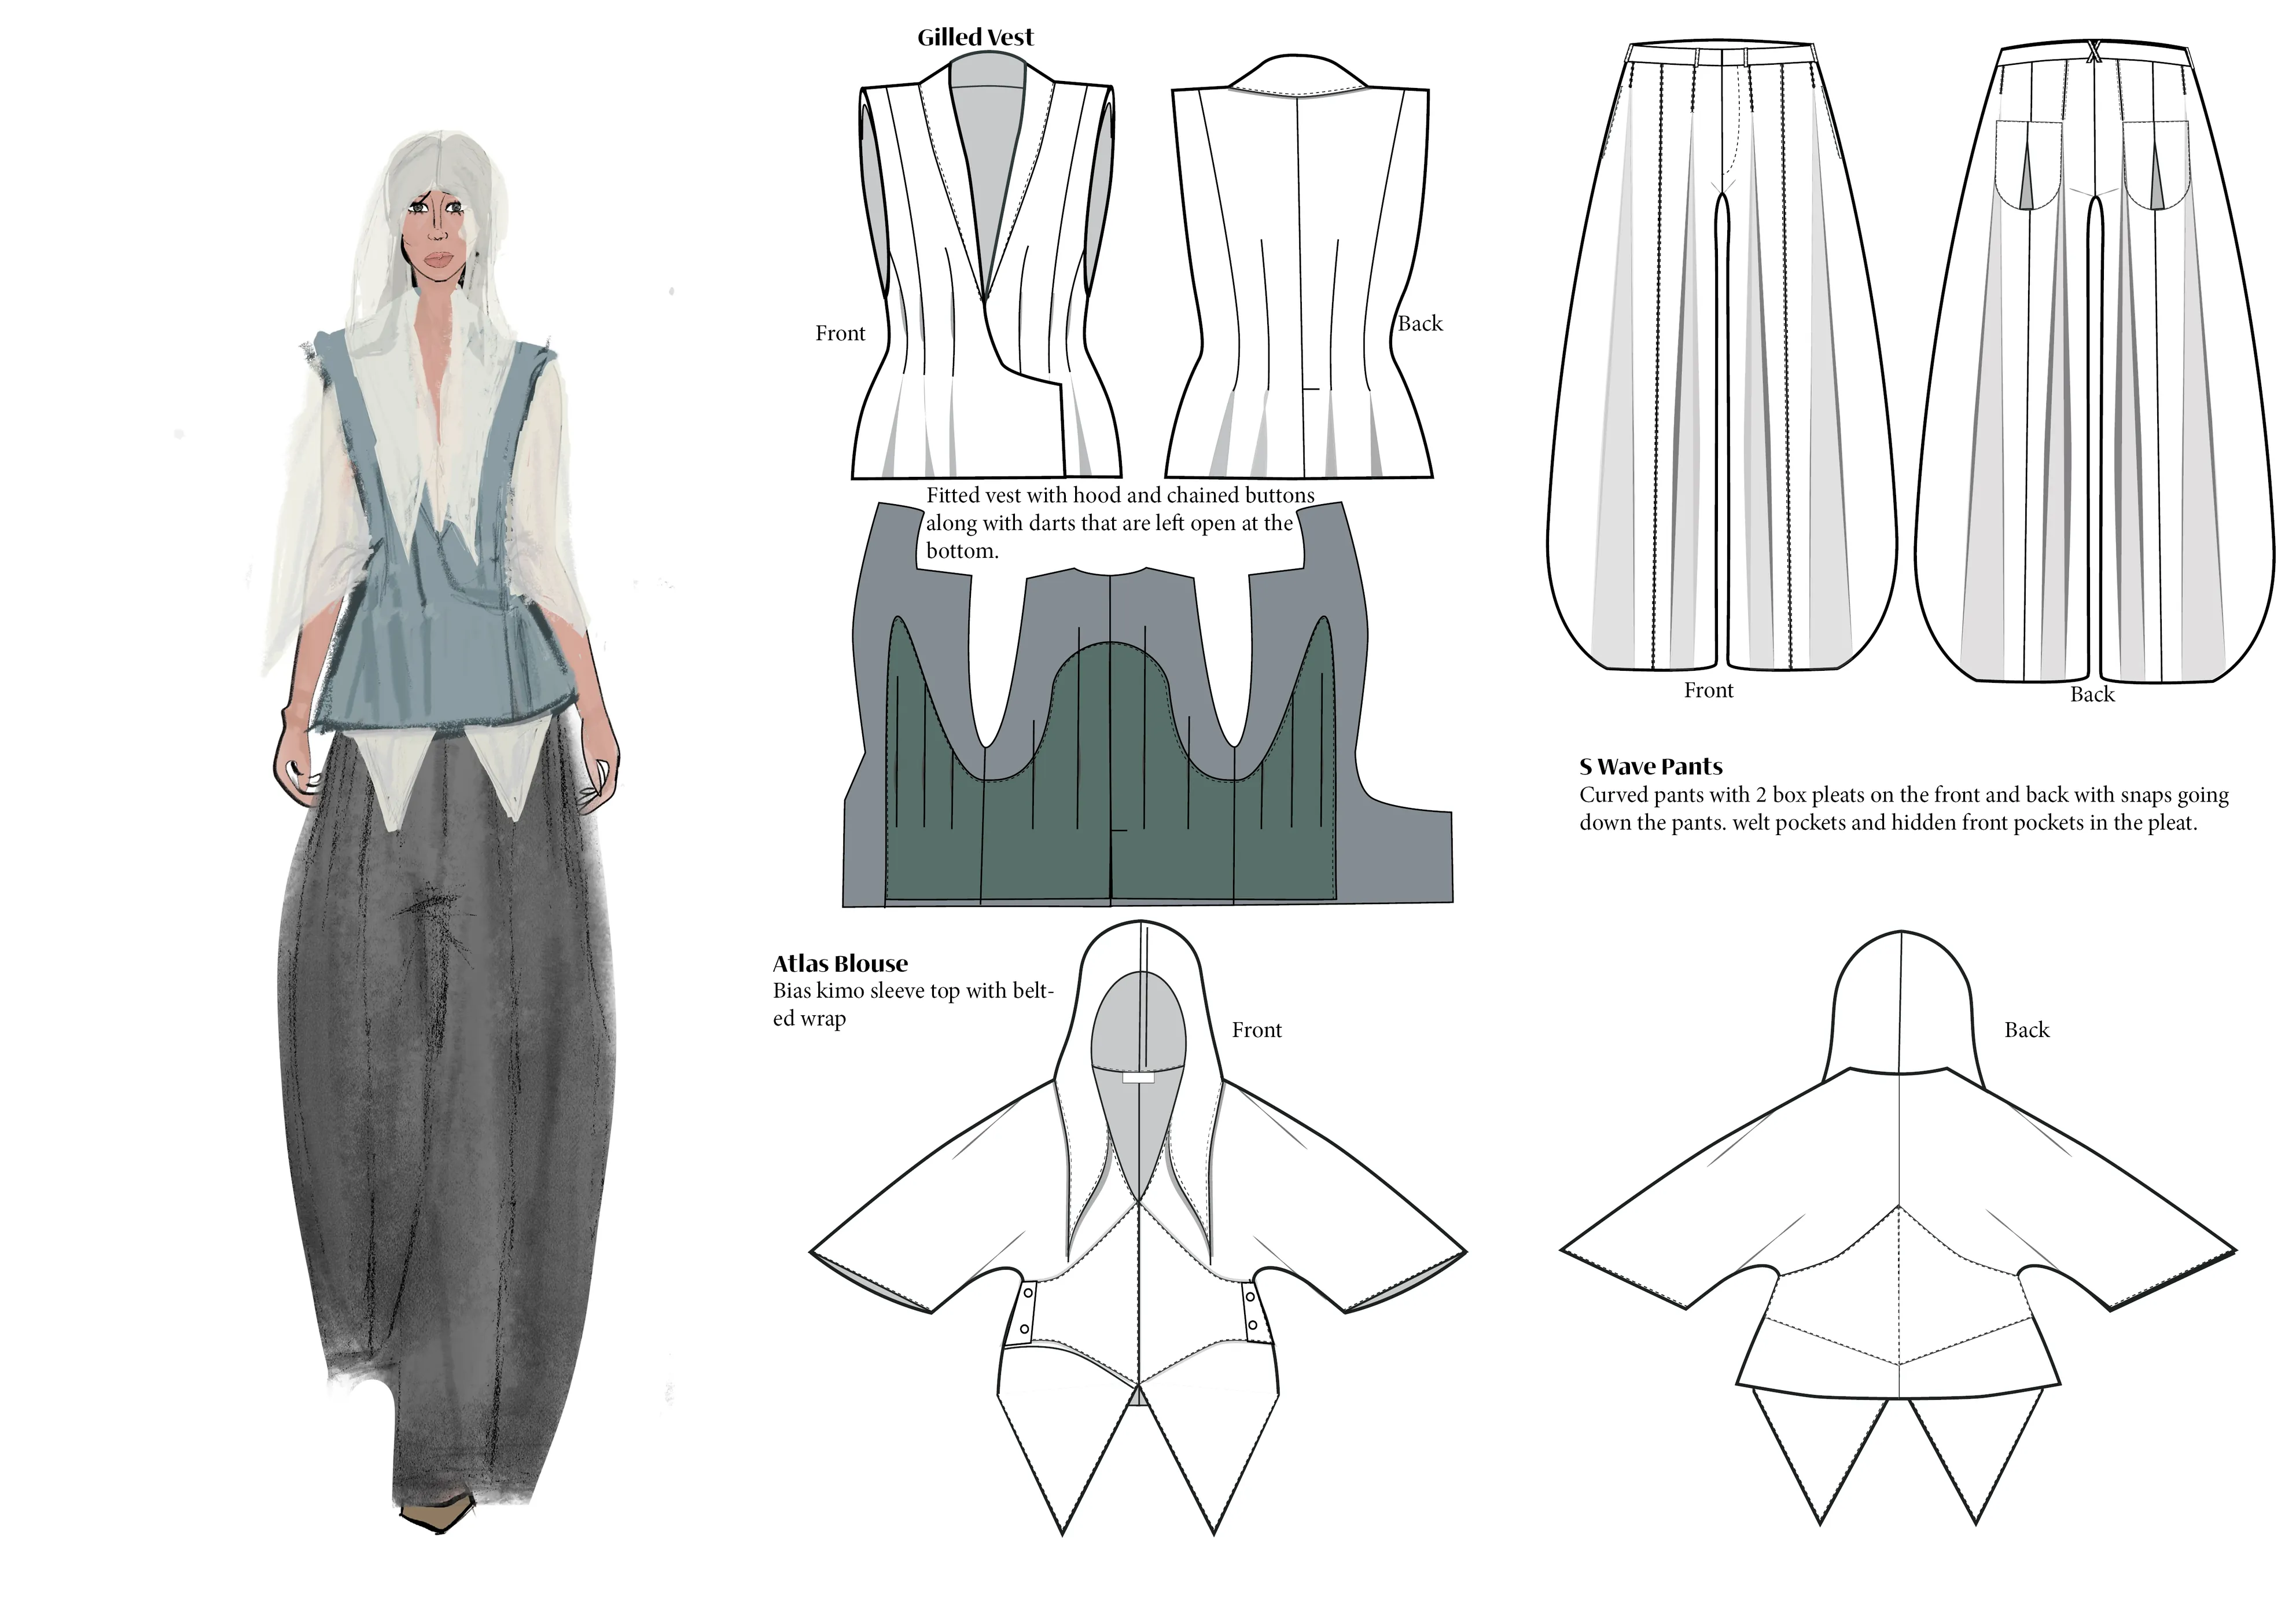 Gilled Vest
Front
Back
Fitted vest with hood and chained buttons
along with darts that are left open at the
bottom.
Front
Back
S Wave Pants
Curved pants with 2 box pleats on the front and back with snaps going
down the pants. welt pockets and hidden front pockets in the pleat.
Atlas Blouse
Bias kimo sleeve top with belt-
ed wrap
Front
Back